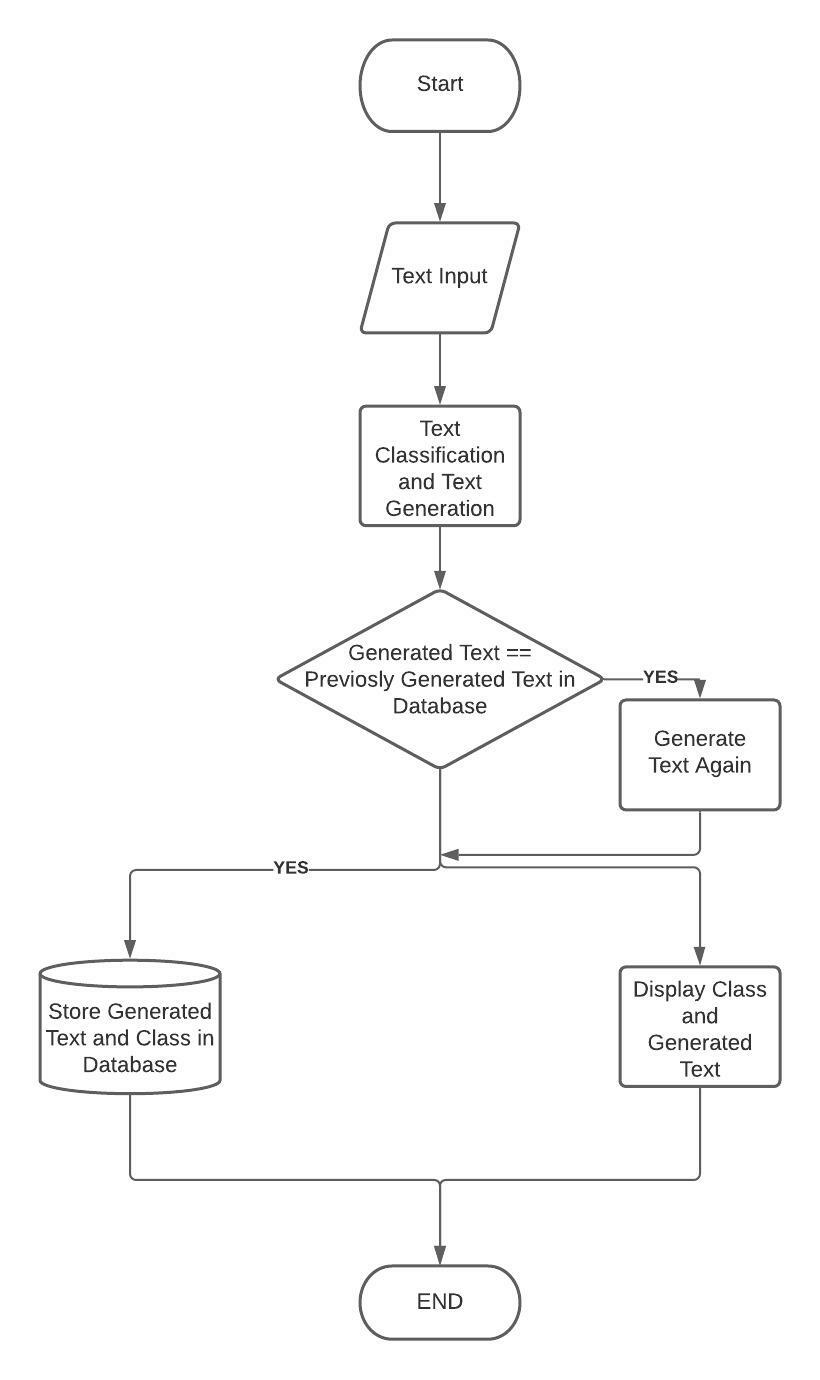 Start
Text Input
Text
Classification
and Text
Generation
Generated Text ==
Previosly Generated Text in
Database
YES
Generate
Text Again
YES
Store Generated
Text and Class in
Database
Display Class
and
Generated
Text
END